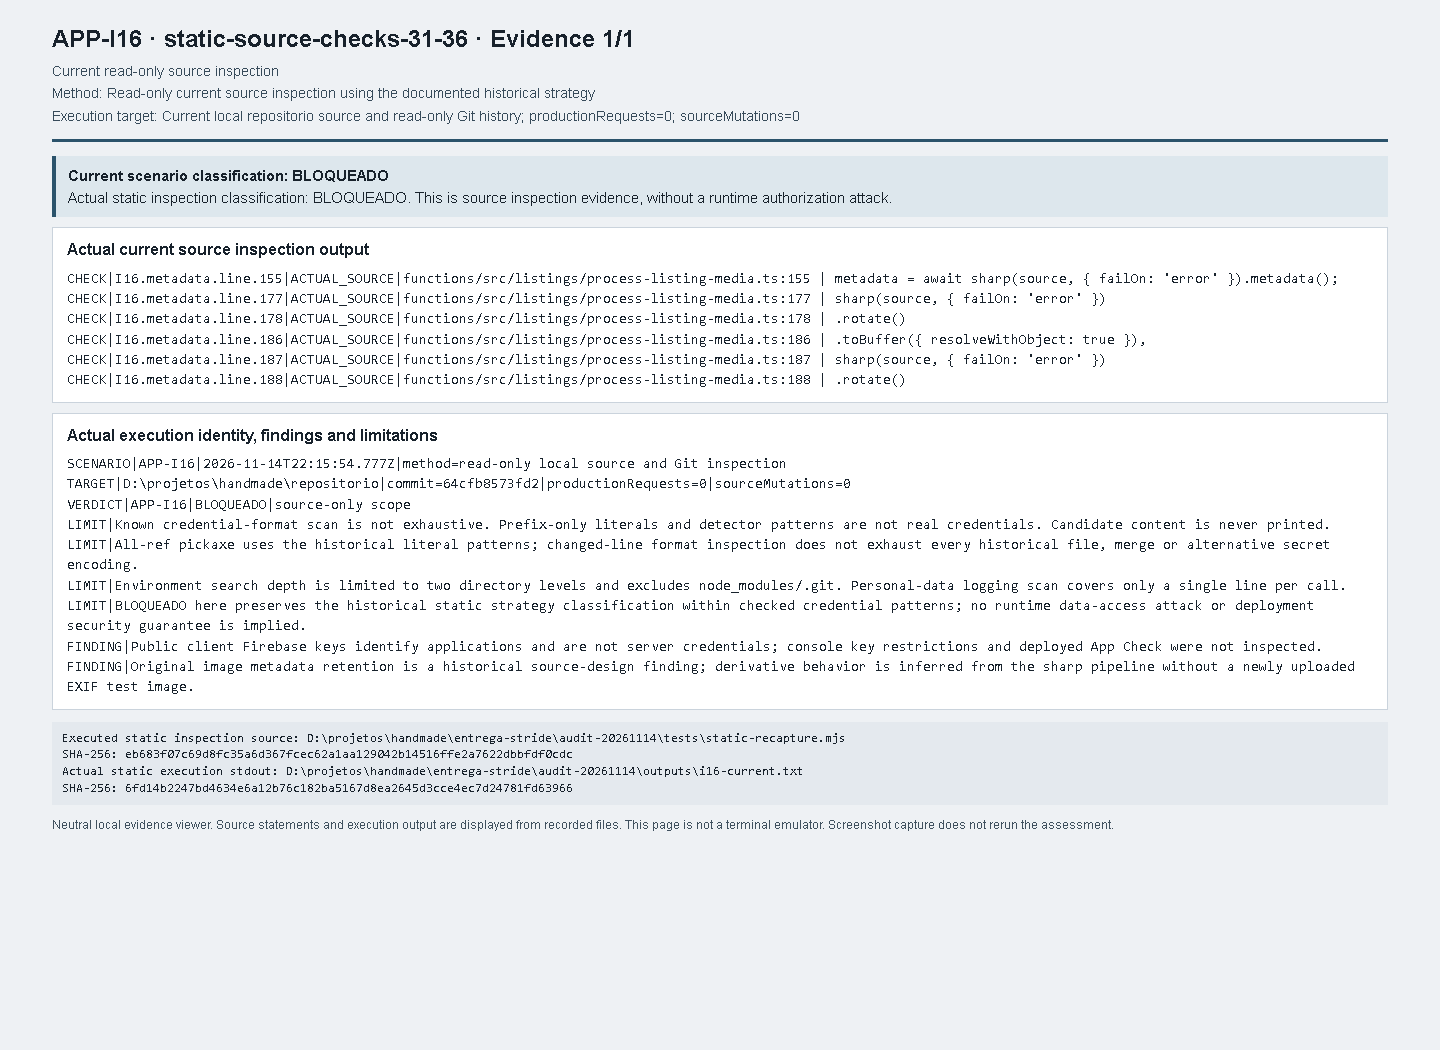 APP-I16 · static-source-checks-31-36 · Evidence 1/1
Current read-only source inspection
Method: Read-only current source inspection using the documented historical strategy
Execution target: Current local repositorio source and read-only Git history; productionRequests=0; sourceMutations=0
Current scenario classification: BLOQUEADO
Actual static inspection classification: BLOQUEADO. This is source inspection evidence, without a runtime authorization attack.
Actual current source inspection output
CHECK|I16.metadata.line.155|ACTUAL_SOURCE|functions/src/listings/process-listing-media.ts:155 | metadata = await sharp(source, { failOn: 'error' }).metadata();
CHECK|I16.metadata.line.177|ACTUAL_SOURCE|functions/src/listings/process-listing-media.ts:177 | sharp(source, { failOn: 'error' })
CHECK|I16.metadata.line.178|ACTUAL_SOURCE|functions/src/listings/process-listing-media.ts:178 | .rotate()
CHECK|I16.metadata.line.186|ACTUAL_SOURCE|functions/src/listings/process-listing-media.ts:186 | .toBuffer({ resolveWithObject: true }),
CHECK|I16.metadata.line.187|ACTUAL_SOURCE|functions/src/listings/process-listing-media.ts:187 | sharp(source, { failOn: 'error' })
CHECK|I16.metadata.line.188|ACTUAL_SOURCE|functions/src/listings/process-listing-media.ts:188 | .rotate()
Actual execution identity, findings and limitations
SCENARIO|APP-I16|2026-11-14T22:15:54.777Z|method=read-only local source and Git inspection
TARGET|D:\projetos\handmade\repositorio|commit=64cfb8573fd2|productionRequests=0|sourceMutations=0
VERDICT|APP-I16|BLOQUEADO|source-only scope
LIMIT|Known credential-format scan is not exhaustive. Prefix-only literals and detector patterns are not real credentials. Candidate content is never printed.
LIMIT|All-ref pickaxe uses the historical literal patterns; changed-line format inspection does not exhaust every historical file, merge or alternative secret
encoding.
LIMIT|Environment search depth is limited to two directory levels and excludes node_modules/.git. Personal-data logging scan covers only a single line per call.
LIMIT|BLOQUEADO here preserves the historical static strategy classification within checked credential patterns; no runtime data-access attack or deployment
security guarantee is implied.
FINDING|Public client Firebase keys identify applications and are not server credentials; console key restrictions and deployed App Check were not inspected.
FINDING|Original image metadata retention is a historical source-design finding; derivative behavior is inferred from the sharp pipeline without a newly uploaded
EXIF test image.
Executed static inspection source: D:\projetos\handmade\entrega-stride\audit-20261114\tests\static-recapture.mjs
SHA-256: eb683f07c69d8fc35a6d367fcec62a1aa129042b14516ffe2a7622dbbfdf0cdc
Actual static execution stdout: D:\projetos\handmade\entrega-stride\audit-20261114\outputs\i16-current.txt
SHA-256: 6fd14b2247bd4634e6a12b76c182ba5167d8ea2645d3cce4ec7d24781fd63966
Neutral local evidence viewer. Source statements and execution output are displayed from recorded files. This page is not a terminal emulator. Screenshot capture does not rerun the assessment.